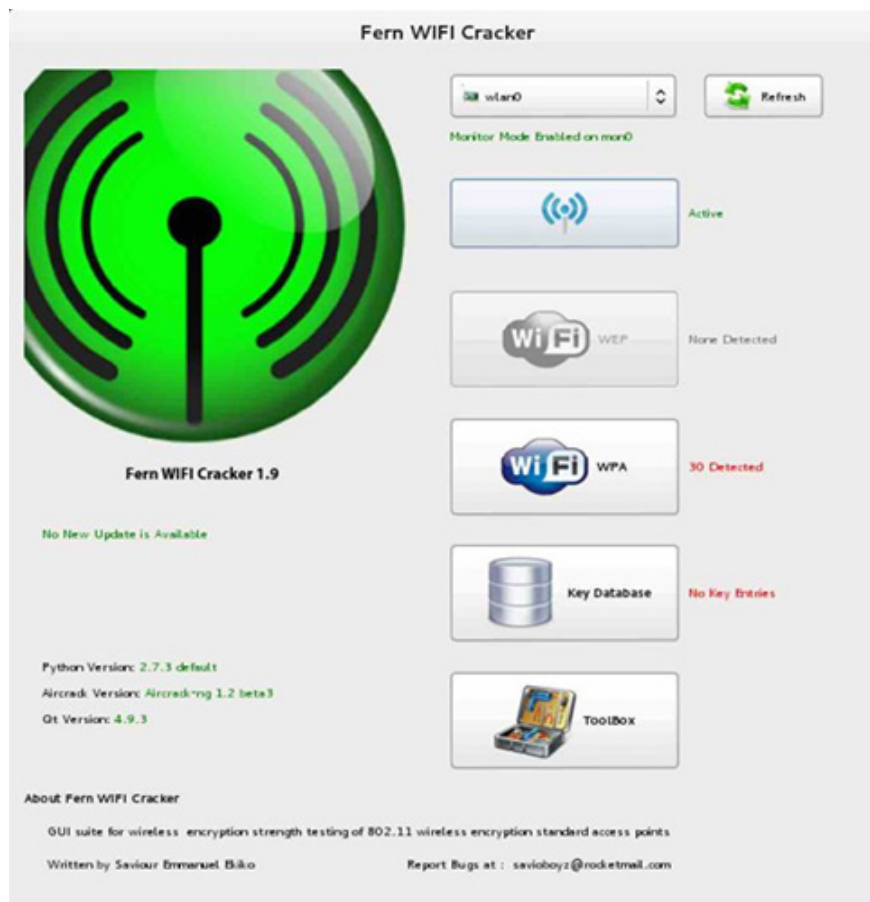 Fern WIFI Cracker
wlan0
Refresh
Monitor Mode Enabled on mon0
Active
WiFi WEP
None Detected
WiFi WPA
30 Detected
Fern WIFI Cracker 1.9
No New Update is Available
Key Database
No Key Entries
Python Version: 2.7.3 default
Aircrack Version: Aircrack-ng 1.2 beta3
Qt Version: 4.9.3
ToolBox
About Fern WIFI Cracker
GUI suite for wireless encryption strength testing of 802.11 wireless encryption standard access points
Written by Saviour Emmanuel Ekiko
Report Bugs at : savioboyz@rocketmail.com